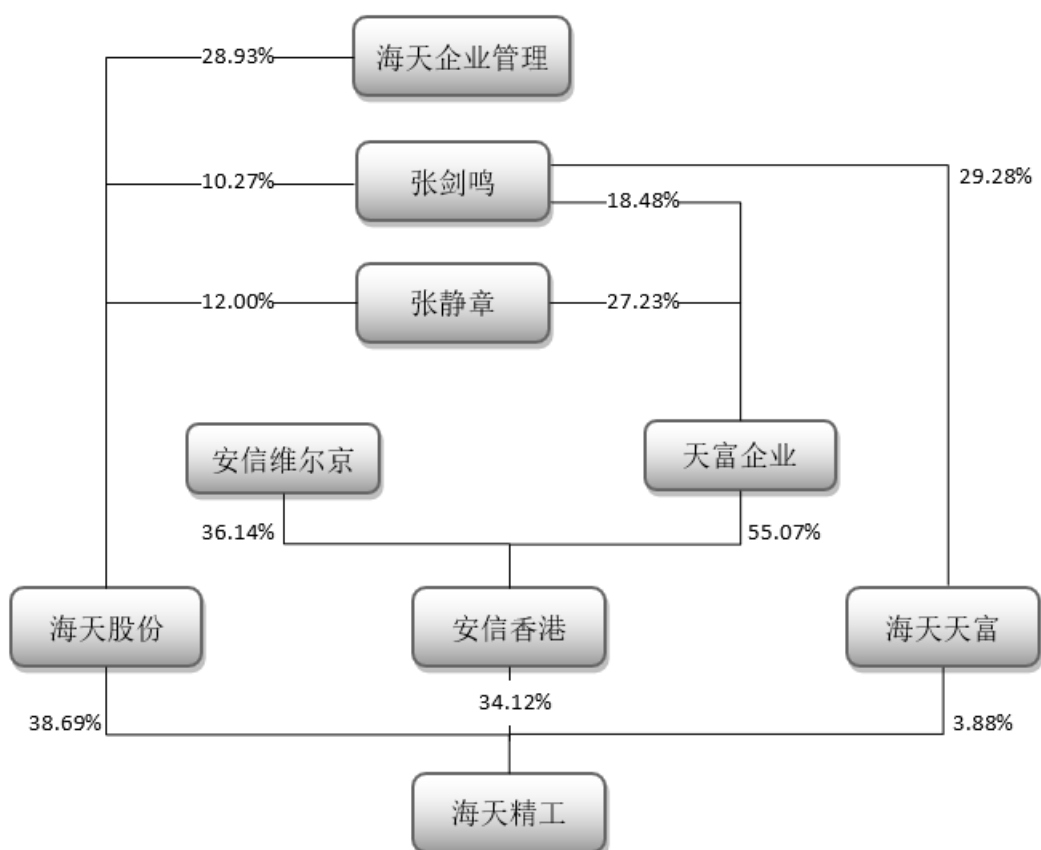 28.93%
海天企业管理
10.27%
张剑鸣
29.28%
18.48%
12.00%
张静章
27.23%
安信维尔京
天富企业
36.14%
55.07%
海天股份
安信香港
海天天富
38.69%
34.12%
3.88%
海天精工